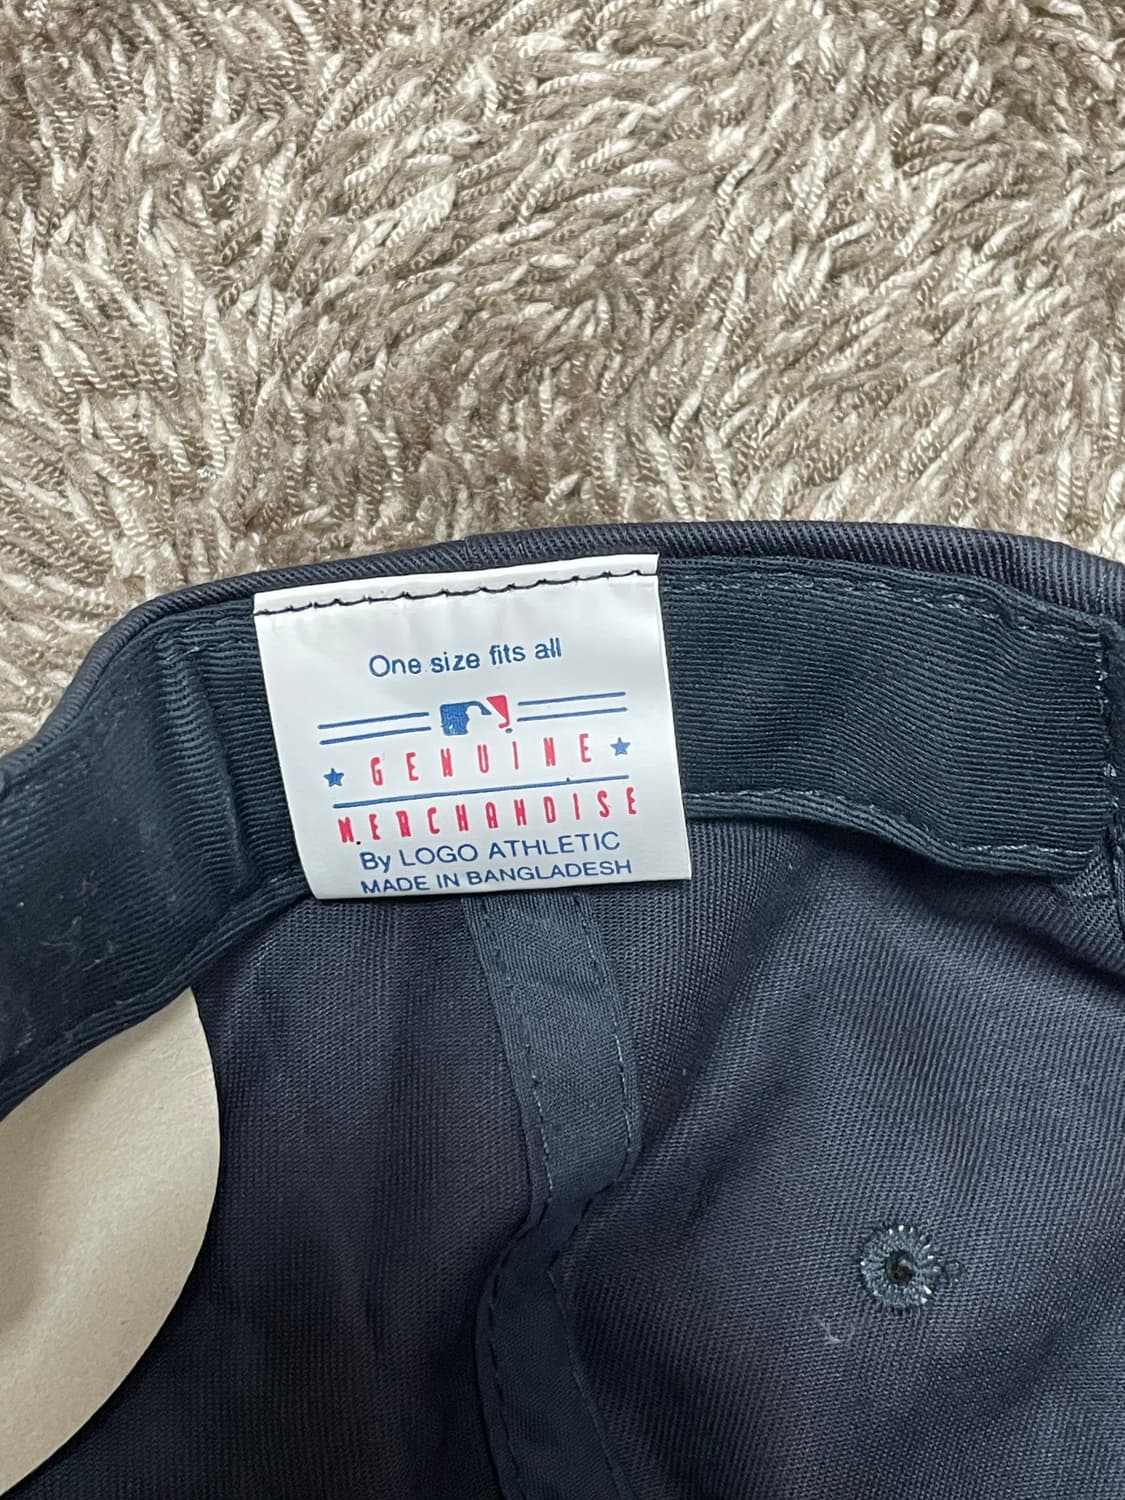 One size fits all
GENUINE
MERCHANDISE
By LOGO ATHLETIC
MADE IN BANGLADESH